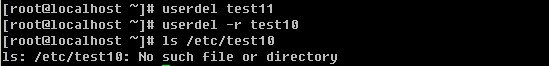 [root@localhost ~]# userdel test11
[root@localhost ~]# userdel -r test10
[root@localhost ~]# ls /etc/test10
ls: /etc/test10: No such file or directory